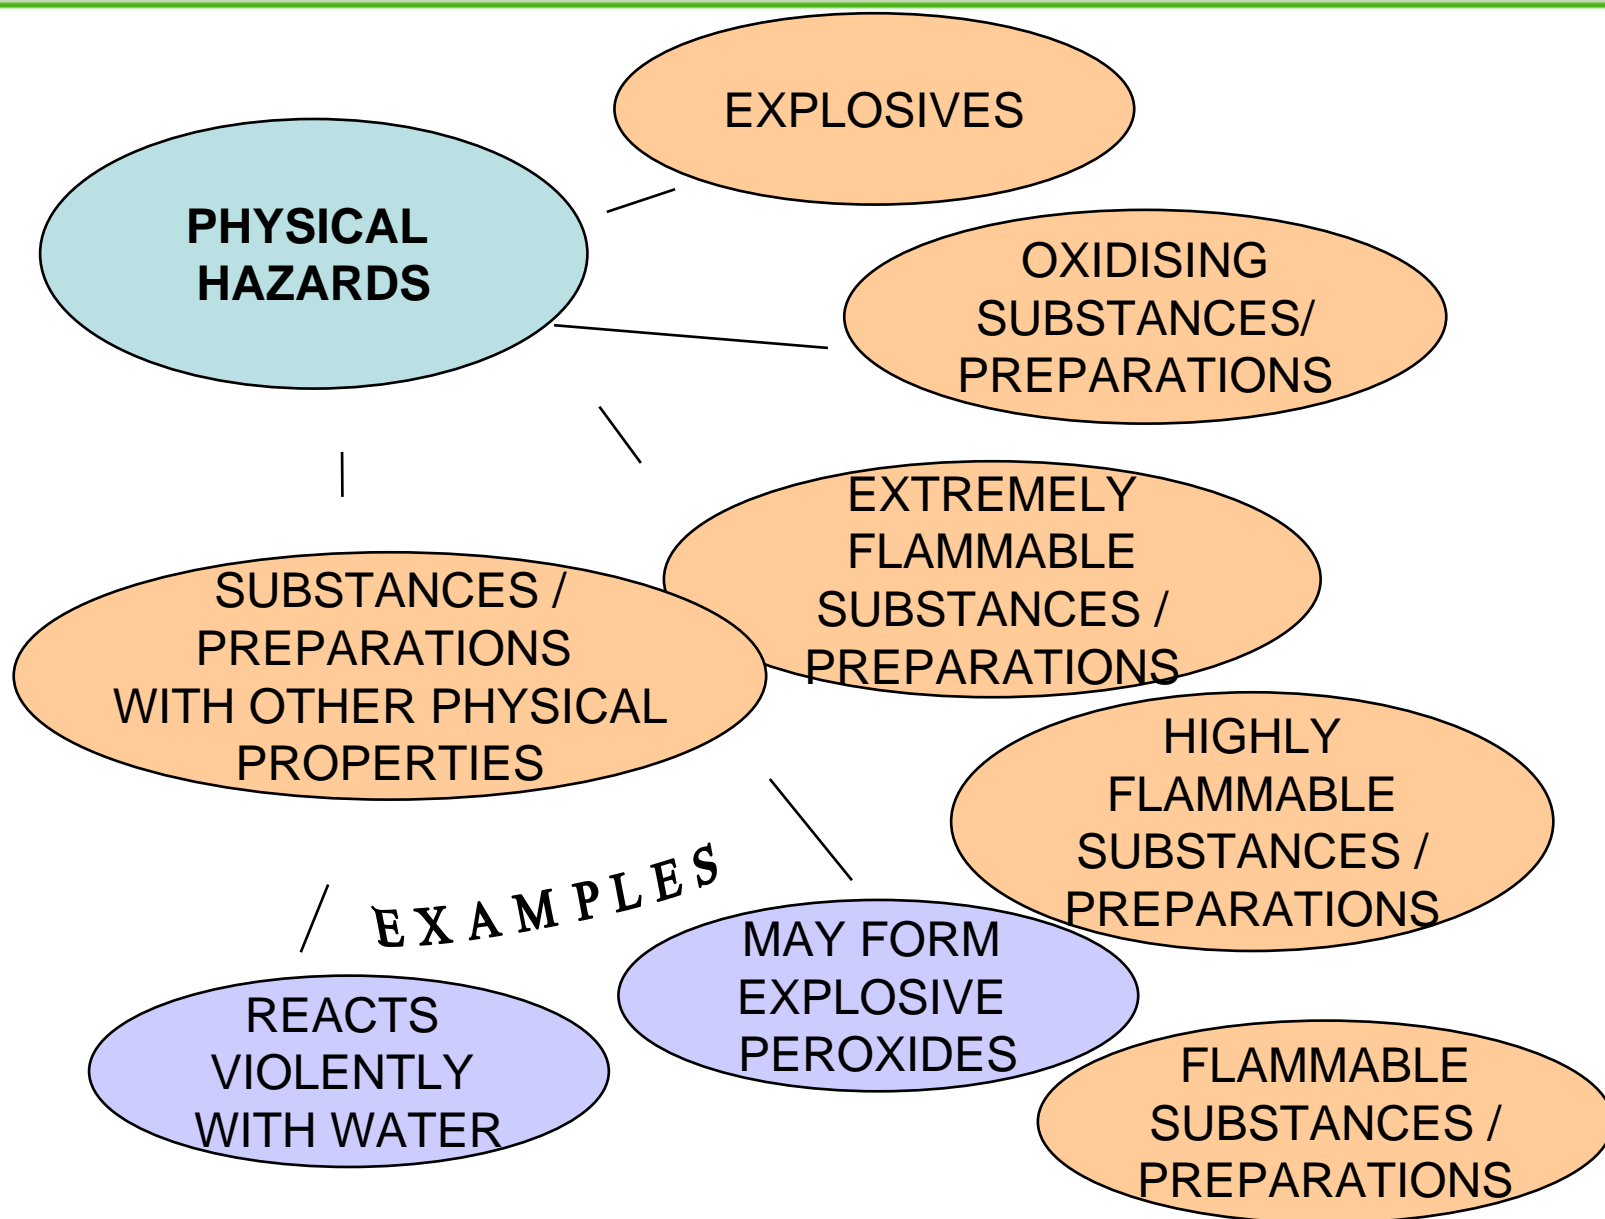 EXPLOSIVES
PHYSICAL
HAZARDS
OXIDISING
SUBSTANCES/
PREPARATIONS
EXTREMELY
FLAMMABLE
SUBSTANCES /
PREPARATIONS
SUBSTANCES /
PREPARATIONS
WITH OTHER PHYSICAL
PROPERTIES
HIGHLY
FLAMMABLE
SUBSTANCES /
PREPARATIONS
EXAMPLES
MAY FORM
EXPLOSIVE
PEROXIDES
REACTS
VIOLENTLY
WITH WATER
FLAMMABLE
SUBSTANCES /
PREPARATIONS